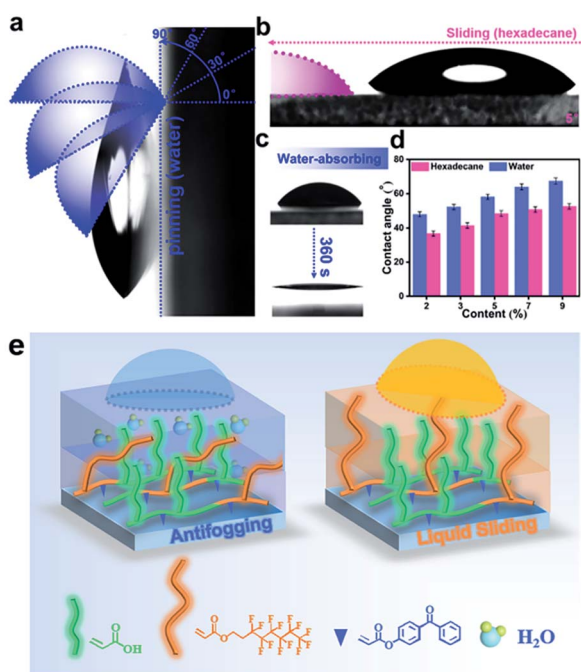 a
90
60°
30°
0°
pinning (water)
b
Sliding (hexadecane)
5°
c
Water-absorbing
360 s
d
Hexadecane
Water
80
60
40
20
0
Contact angle (°)
2 3 5 7 9
Content (%)
e
Antifogging
Liquid Sliding
OH
O
O
O
F F F F F F
F
F F F F F F
O
O
O
H₂O